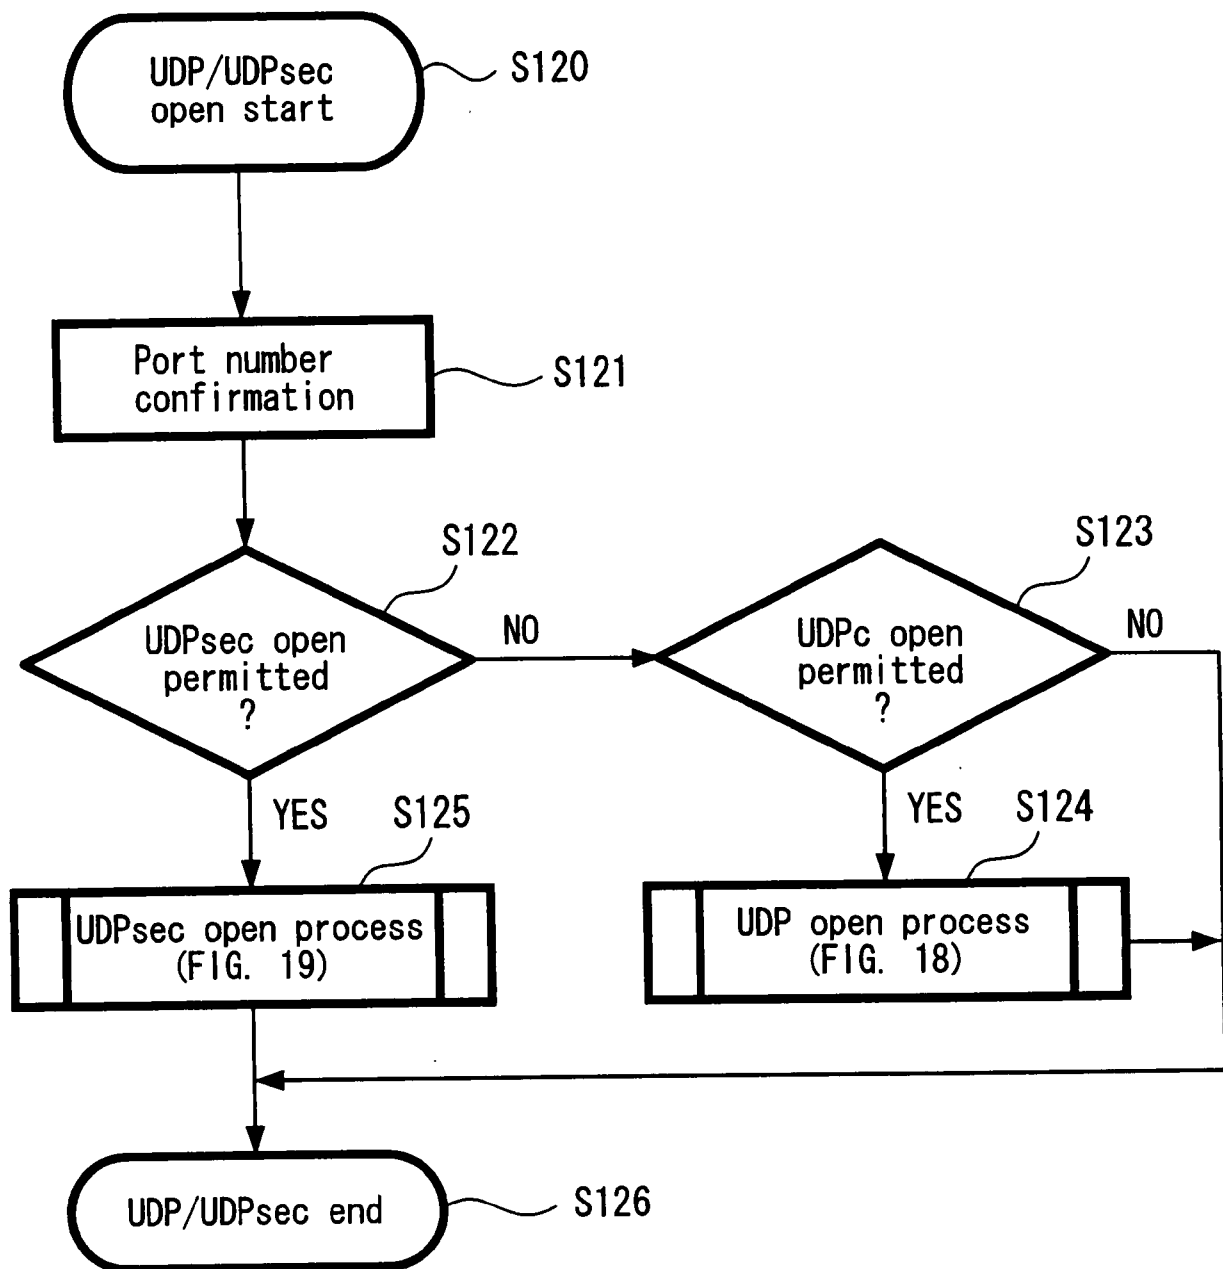 UDP/UDPsec
open start
S120
Port number
confirmation
S121
S122
UDPsec open
permitted
?
NO
S123
UDPc open
permitted
?
NO
YES
S125
UDPsec open process
(FIG. 19)
YES
S124
UDP open process
(FIG. 18)
UDP/UDPsec end
S126